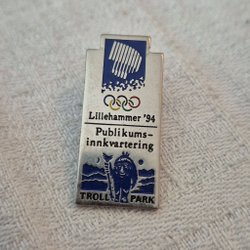 Lillehammer '94
Publikums-
innkvartering
TROLL PARK